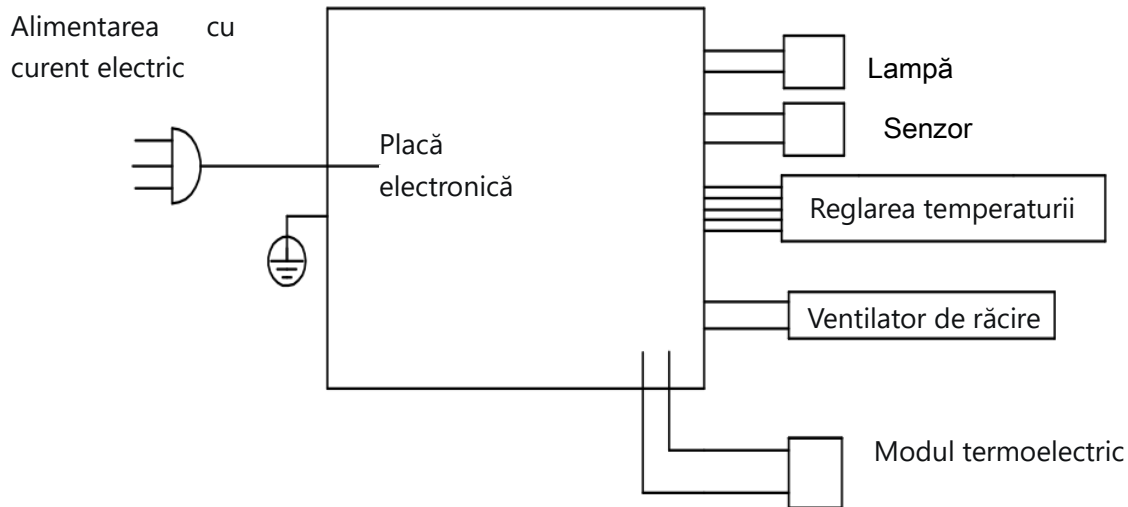 Alimentarea cu
curent electric
Lampă
Senzor
Placă
electronică
Reglarea temperaturii
Ventilator de răcire
Modul termoelectric